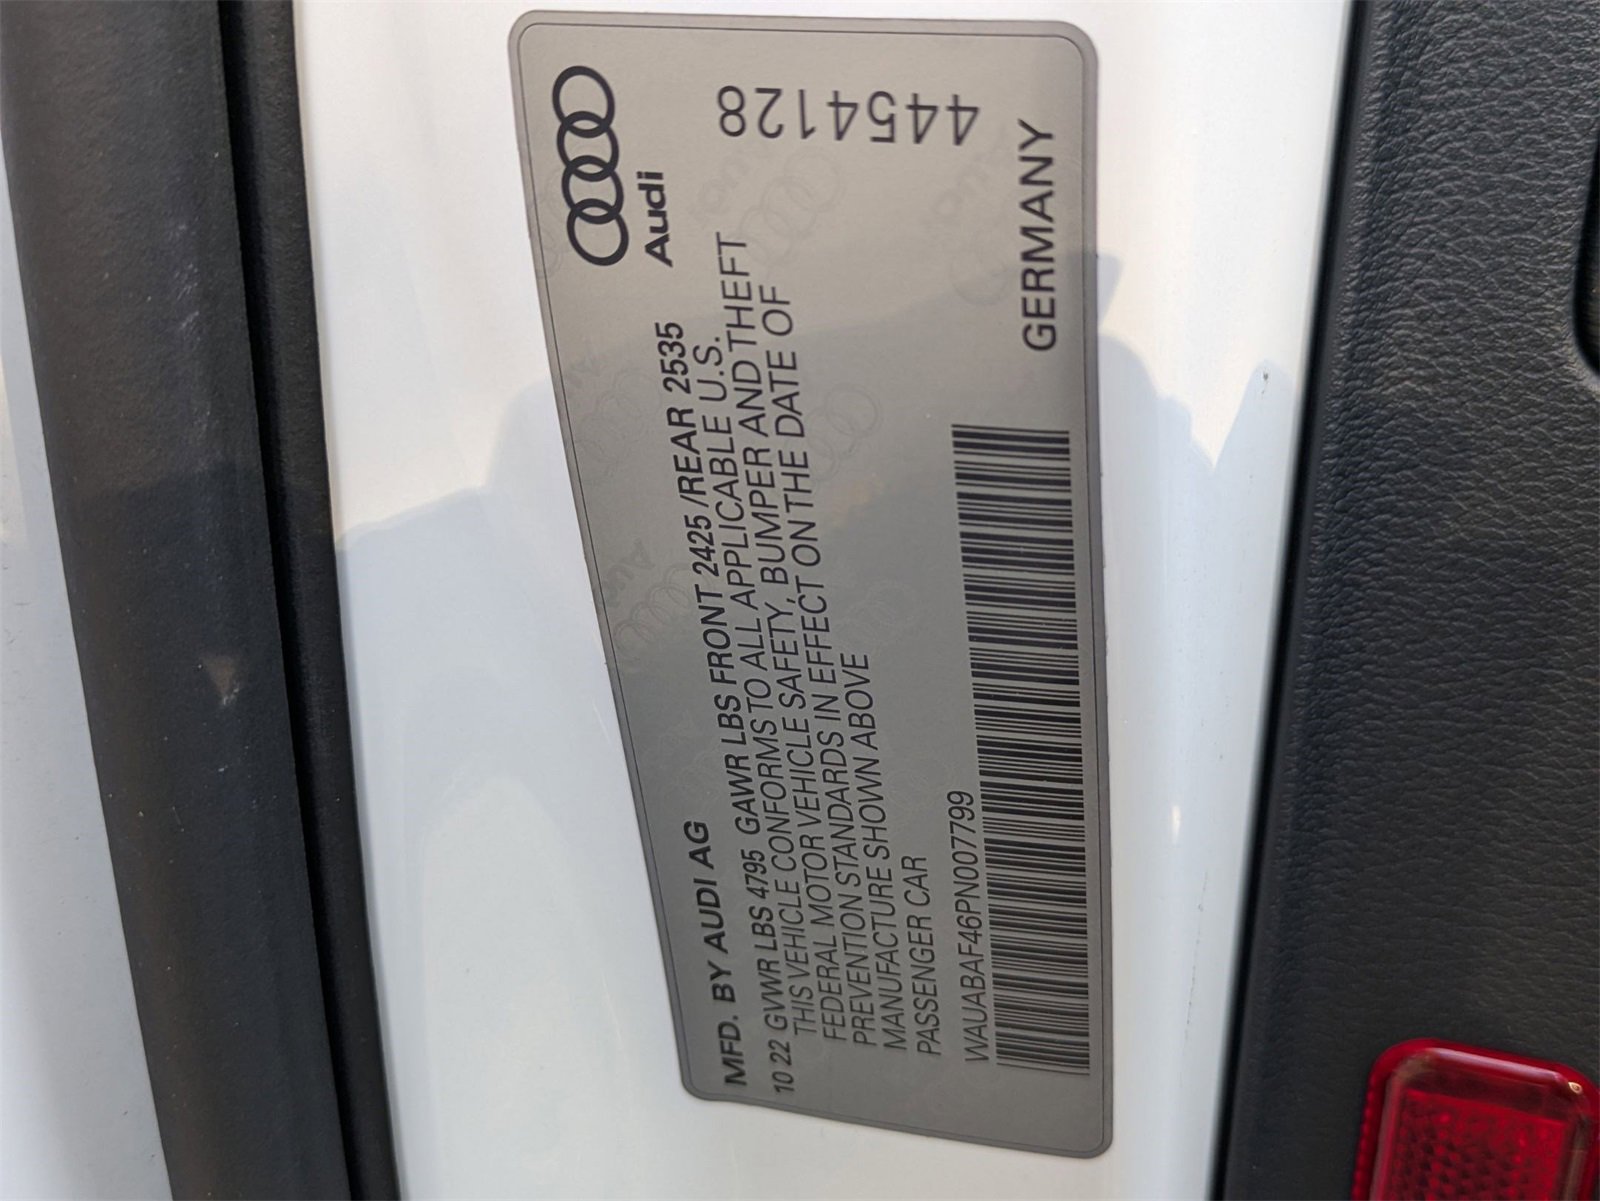 MFD. BY AUDI AG
Audi
10 22 GVWR LBS 4795 GAWR LBS FRONT 2425/REAR 2535
THIS VEHICLE CONFORMS TO ALL APPLICABLE U.S.
FEDERAL MOTOR VEHICLE SAFETY, BUMPER AND THEFT
PREVENTION STANDARDS IN EFFECT ON THE DATE OF
MANUFACTURE SHOWN ABOVE
PASSENGER CAR
WAUABAF46PN007799
GERMANY
4454128